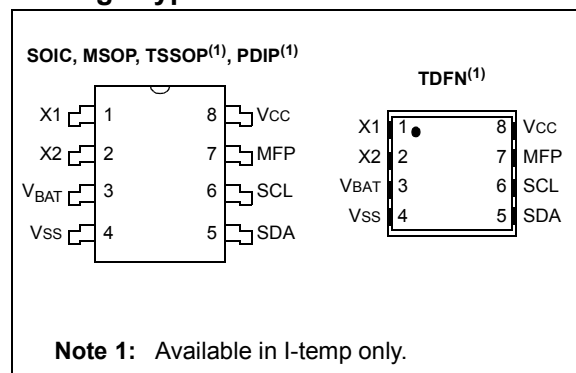 SOIC, MSOP, TSSOP(1), PDIP(1)
X1 1 8 VCC
X2 2 7 MFP
VBAT 3 6 SCL
VSS 4 5 SDA
TDFN(1)
X1 1 8 VCC
X2 2 7 MFP
VBAT 3 6 SCL
VSS 4 5 SDA
Note 1: Available in I-temp only.